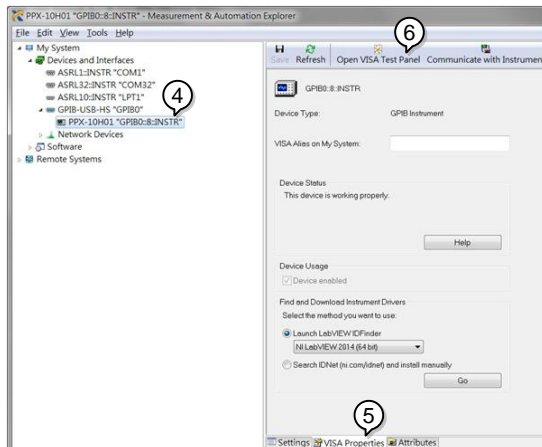 PPX-10H01 "GPIB0::8::INSTR" - Measurement & Automation Explorer
File Edit View Tools Help
My System
Devices and Interfaces
ASRL1::INSTR "COM1"
ASRL32::INSTR "COM32"
ASRL10::INSTR "LPT1"
GPIB-USB-HS "GPIB0"
PPX-10H01 "GPIB0::8::INSTR"
Network Devices
Software
Remote Systems
4
6
Save Refresh Open VISA Test Panel Communicate with Instrument
GPIB0::8::INSTR
Device Type: GPIB Instrument
VISA Alias on My System:
Device Status
This device is working properly.
Help
Device Usage
Device enabled
Find and Download Instrument Drivers
Select the method you want to use:
Launch LabVIEW IDFinder
NI LabVIEW 2014 (64 bit)
Search IDNet (ni.com/idnet) and install manually
Go
5
Settings VISA Properties Attributes